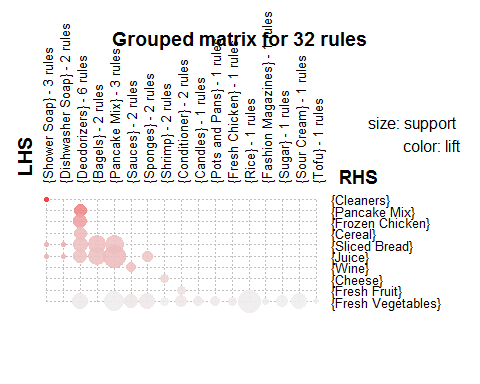 Grouped matrix for 32 rules
size: support
color: lift
LHS
{Shower Soap} - 3 rules
{Dishwasher Soap} - 2 rules
{Deodorizers} - 6 rules
{Bagels} - 2 rules
{Pancake Mix} - 3 rules
{Sauces} - 2 rules
{Sponges} - 2 rules
{Shrimp} - 2 rules
{Conditioner} - 2 rules
{Candles} - 1 rules
{Pots and Pans} - 1 rules
{Fresh Chicken} - 1 rules
{Rice} - 1 rules
{Fashion Magazines} - 1 rules
{Sugar} - 1 rules
{Sour Cream} - 1 rules
{Tofu} - 1 rules
RHS
{Cleaners}
{Pancake Mix}
{Frozen Chicken}
{Cereal}
{Sliced Bread}
{Juice}
{Wine}
{Cheese}
{Fresh Fruit}
{Fresh Vegetables}